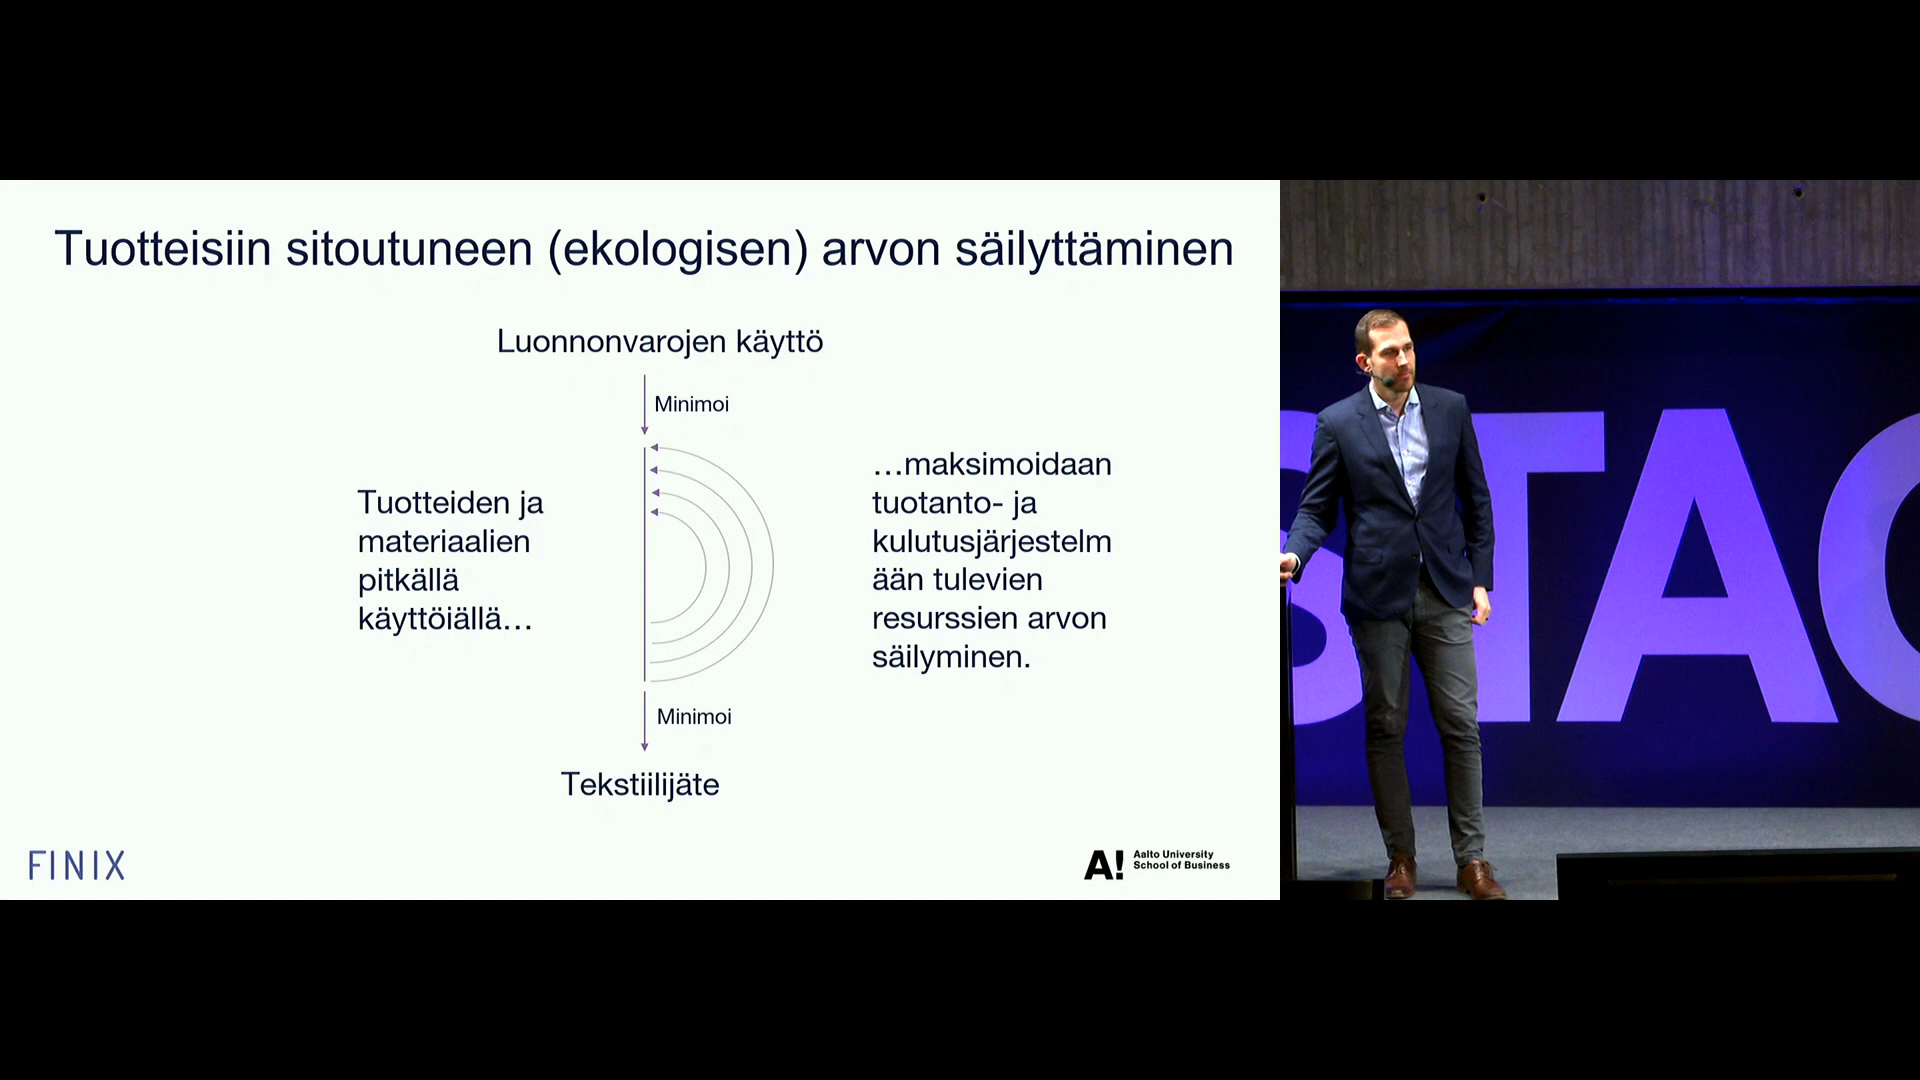 Tuotteisiin sitoutuneen (ekologisen) arvon säilyttäminen
Luonnonvarojen käyttö
Minimoi
Tuotteiden ja
materiaalien
pitkällä
käyttöiällä…
…maksimoidaan
tuotanto- ja
kulutusjärjestelm
ään tulevien
resurssien arvon
säilyminen.
Minimoi
Tekstiilijäte
FINIX
A! Aalto University
School of Business
STAG